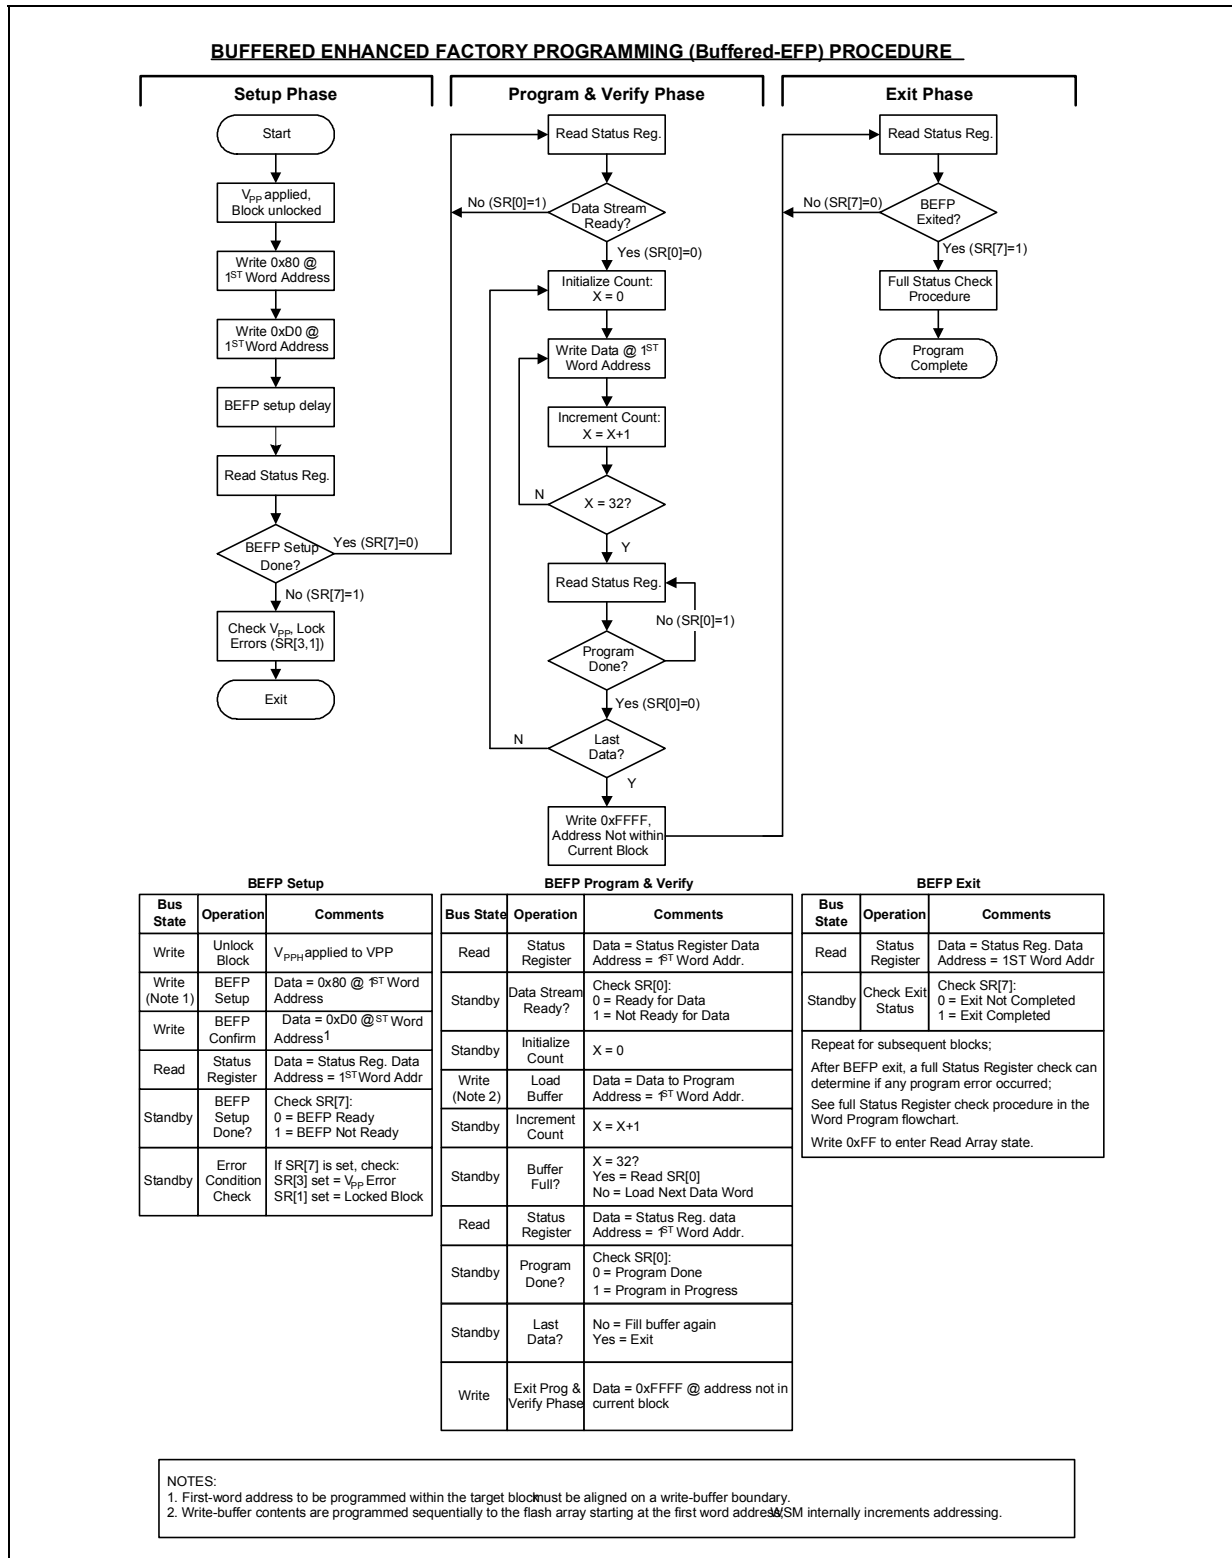 BUFFERED ENHANCED FACTORY PROGRAMMING (Buffered-EFP) PROCEDURE
Setup Phase
Start
VPP applied,
Block unlocked
Write 0x80 @
1ST Word Address
Write 0xD0 @
1ST Word Address
BEFP setup delay
Read Status Reg.
BEFP Setup
Done?
Yes (SR[7]=0)
No (SR[7]=1)
Check VPP, Lock
Errors (SR[3,1])
Exit
Program & Verify Phase
Read Status Reg.
No (SR[0]=1)
Data Stream
Ready?
Yes (SR[0]=0)
Initialize Count:
X = 0
Write Data @ 1ST
Word Address
Increment Count:
X = X+1
N
X = 32?
Y
Read Status Reg.
No (SR[0]=1)
Program
Done?
Yes (SR[0]=0)
N
Last
Data?
Y
Write 0xFFFF,
Address Not within
Current Block
Exit Phase
Read Status Reg.
No (SR[7]=0)
BEFP
Exited?
Yes (SR[7]=1)
Full Status Check
Procedure
Program
Complete
BEFP Setup
Bus
State
Operation
Comments
Write
Unlock
Block
VPPH applied to VPP
Write
(Note 1)
BEFP
Setup
Data = 0x80 @ 1ST Word
Address
Write
BEFP
Confirm
Data = 0xD0 @ ST Word
Address1
Read
Status
Register
Data = Status Reg. Data
Address = 1ST Word Addr
Standby
BEFP
Setup
Done?
Check SR[7]:
0 = BEFP Ready
1 = BEFP Not Ready
Standby
Error
Condition
Check
If SR[7] is set, check:
SR[3] set = VPP Error
SR[1] set = Locked Block
BEFP Program & Verify
Bus State
Operation
Comments
Read
Status
Register
Data = Status Register Data
Address = 1ST Word Addr.
Standby
Data Stream
Ready?
Check SR[0]:
0 = Ready for Data
1 = Not Ready for Data
Standby
Initialize
Count
X = 0
Write
(Note 2)
Load
Buffer
Data = Data to Program
Address = 1ST Word Addr.
Standby
Increment
Count
X = X+1
Standby
Buffer
Full?
X = 32?
Yes = Read SR[0]
No = Load Next Data Word
Read
Status
Register
Data = Status Reg. data
Address = 1ST Word Addr.
Standby
Program
Done?
Check SR[0]:
0 = Program Done
1 = Program in Progress
Standby
Last
Data?
No = Fill buffer again
Yes = Exit
Write
Exit Prog &
Verify Phase
Data = 0xFFFF @ address not in
current block
BEFP Exit
Bus
State
Operation
Comments
Read
Status
Register
Data = Status Reg. Data
Address = 1ST Word Addr
Standby
Check Exit
Status
Check SR[7]:
0 = Exit Not Completed
1 = Exit Completed
Repeat for subsequent blocks;
After BEFP exit, a full Status Register check can
determine if any program error occurred;
See full Status Register check procedure in the
Word Program flowchart.
Write 0xFF to enter Read Array state.
NOTES:
1. First-word address to be programmed within the target block must be aligned on a write-buffer boundary.
2. Write-buffer contents are programmed sequentially to the flash array starting at the first word address; WSM internally increments addressing.